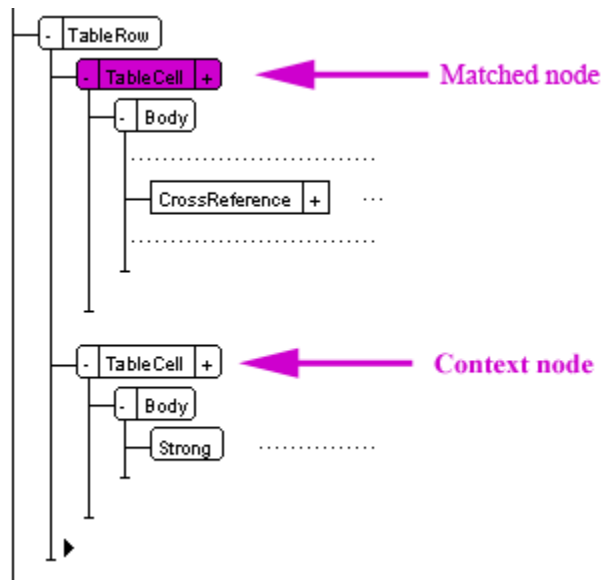 - TableRow
- TableCell +
Matched node
- Body
CrossReference +
- TableCell +
Context node
- Body
Strong